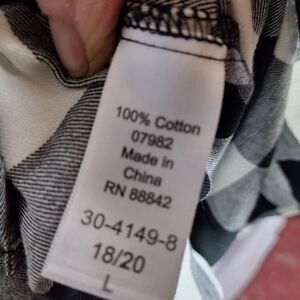 100% Cotton
07982
Made in
China
RN 88842
30-4149-8
18/20
L